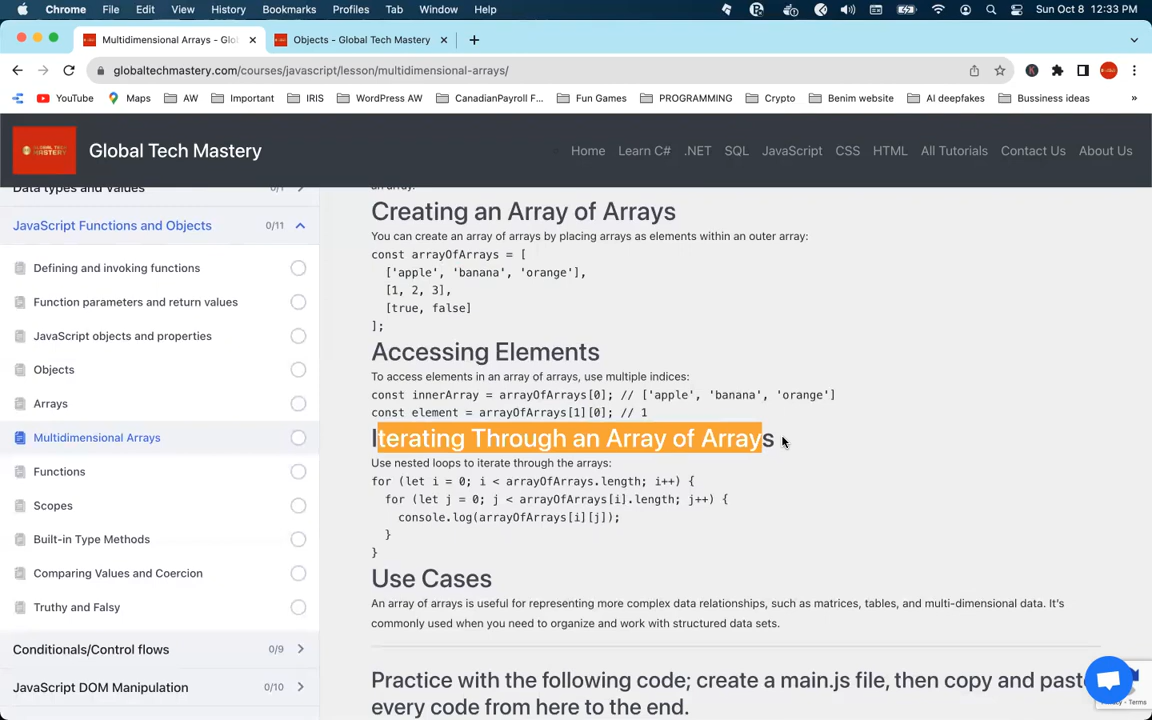 Chrome File Edit View History Bookmarks Profiles Tab Window Help Sun Oct 8 12:33 PM
Multidimensional Arrays - Glo
Objects - Global Tech Mastery
globaltechmastery.com/courses/javascript/lesson/multidimensional-arrays/
YouTube Maps AW Important IRIS WordPress AW CanadianPayroll F... Fun Games PROGRAMMING Crypto Benim website AI deepfakes Bussiness ideas »
GLOBAL TECH
MASTERY
Global Tech Mastery
Home Learn C# .NET SQL JavaScript CSS HTML All Tutorials Contact Us About Us
Data types and Values 0/1
JavaScript Functions and Objects 0/11
Defining and invoking functions
Function parameters and return values
JavaScript objects and properties
Objects
Arrays
Multidimensional Arrays
Functions
Scopes
Built-in Type Methods
Comparing Values and Coercion
Truthy and Falsy
Conditionals/Control flows 0/9
JavaScript DOM Manipulation 0/10
an array.
Creating an Array of Arrays
You can create an array of arrays by placing arrays as elements within an outer array:
const arrayOfArrays = [
['apple', 'banana', 'orange'],
[1, 2, 3],
[true, false]
];
Accessing Elements
To access elements in an array of arrays, use multiple indices:
const innerArray = arrayOfArrays[0]; // ['apple', 'banana', 'orange']
const element = arrayOfArrays[1][0]; // 1
Iterating Through an Array of Arrays
Use nested loops to iterate through the arrays:
for (let i = 0; i < arrayOfArrays.length; i++) {
for (let j = 0; j < arrayOfArrays[i].length; j++) {
console.log(arrayOfArrays[i][j]);
}
}
Use Cases
An array of arrays is useful for representing more complex data relationships, such as matrices, tables, and multi-dimensional data. It's
commonly used when you need to organize and work with structured data sets.
Practice with the following code; create a main.js file, then copy and paste
every code from here to the end.
Privacy - Terms